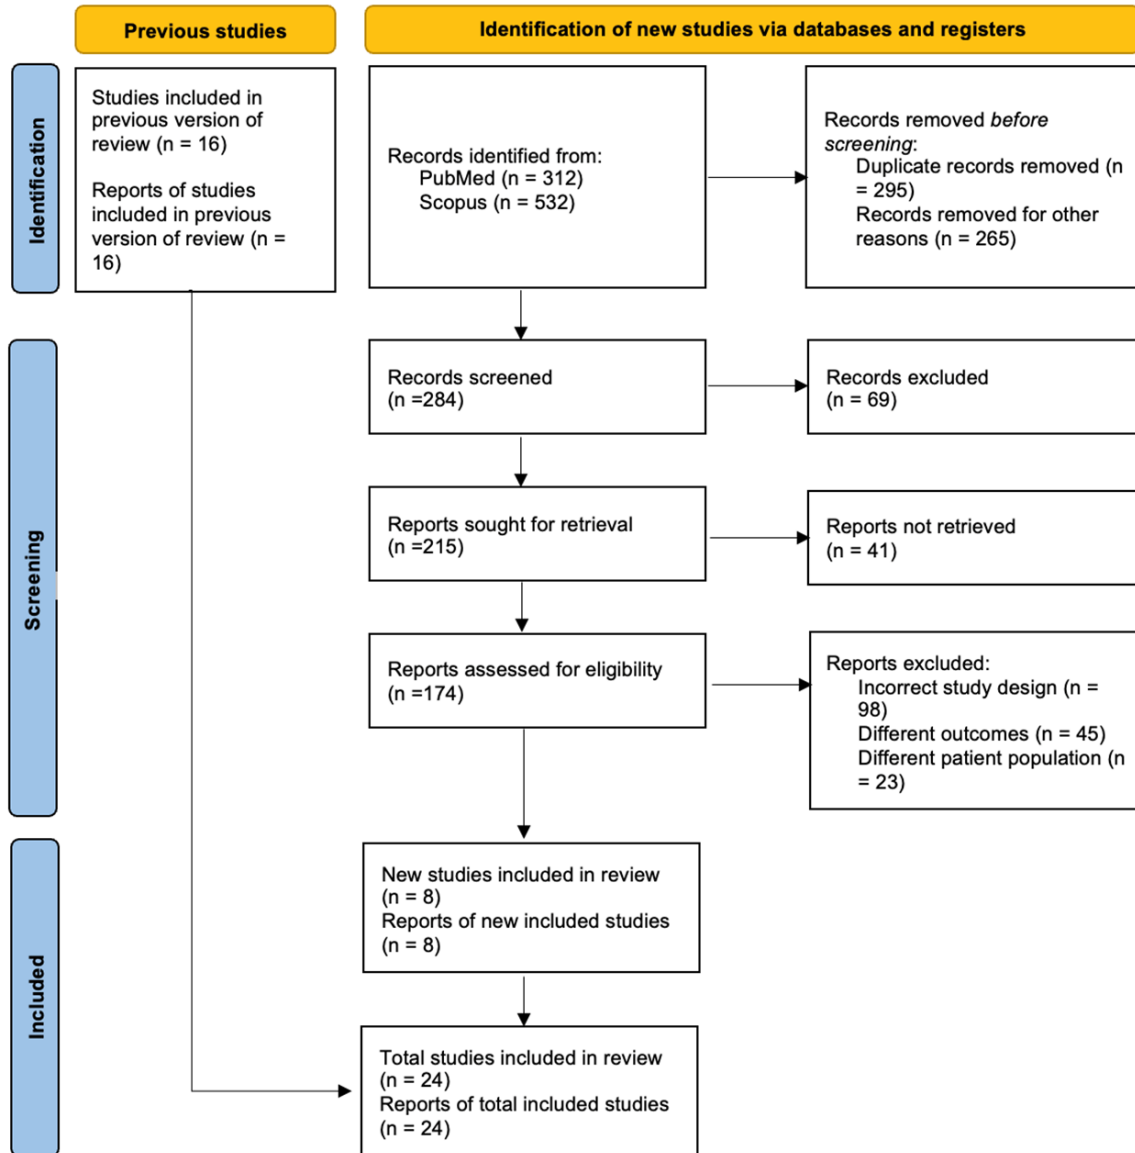 Previous studies
Identification of new studies via databases and registers
Identification
Studies included in
previous version of
review (n = 16)
Reports of studies
included in previous
version of review (n =
16)
Records identified from:
PubMed (n = 312)
Scopus (n = 532)
Records removed before
screening:
Duplicate records removed (n
= 295)
Records removed for other
reasons (n = 265)
Screening
Records screened
(n =284)
Records excluded
(n = 69)
Reports sought for retrieval
(n =215)
Reports not retrieved
(n = 41)
Reports assessed for eligibility
(n =174)
Reports excluded:
Incorrect study design (n =
98)
Different outcomes (n = 45)
Different patient population (n
= 23)
Included
New studies included in review
(n = 8)
Reports of new included studies
(n = 8)
Total studies included in review
(n = 24)
Reports of total included studies
(n = 24)